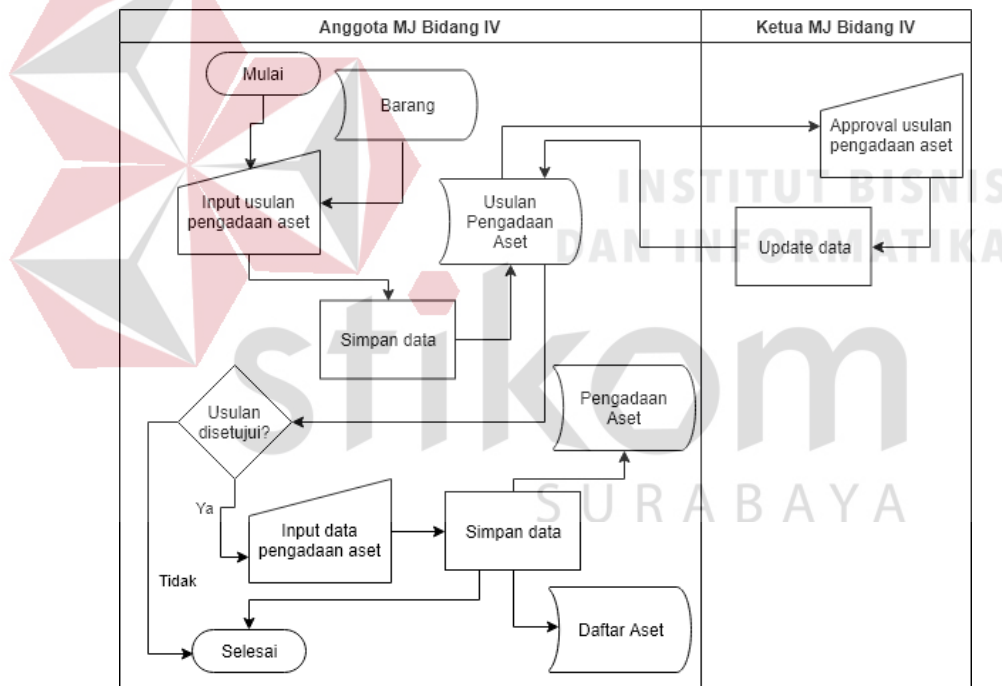 Anggota MJ Bidang IV
Ketua MJ Bidang IV
Mulai
Barang
Approval usulan
pengadaan aset
Input usulan
pengadaan aset
Usulan
Pengadaan
Aset
INSTITUT BISNIS
DAN INFORMATIKA
Update data
Simpan data
stikom
SURABAYA
Usulan
disetujui?
Pengadaan
Aset
Ya
Input data
pengadaan aset
Simpan data
Tidak
Selesai
Daftar Aset